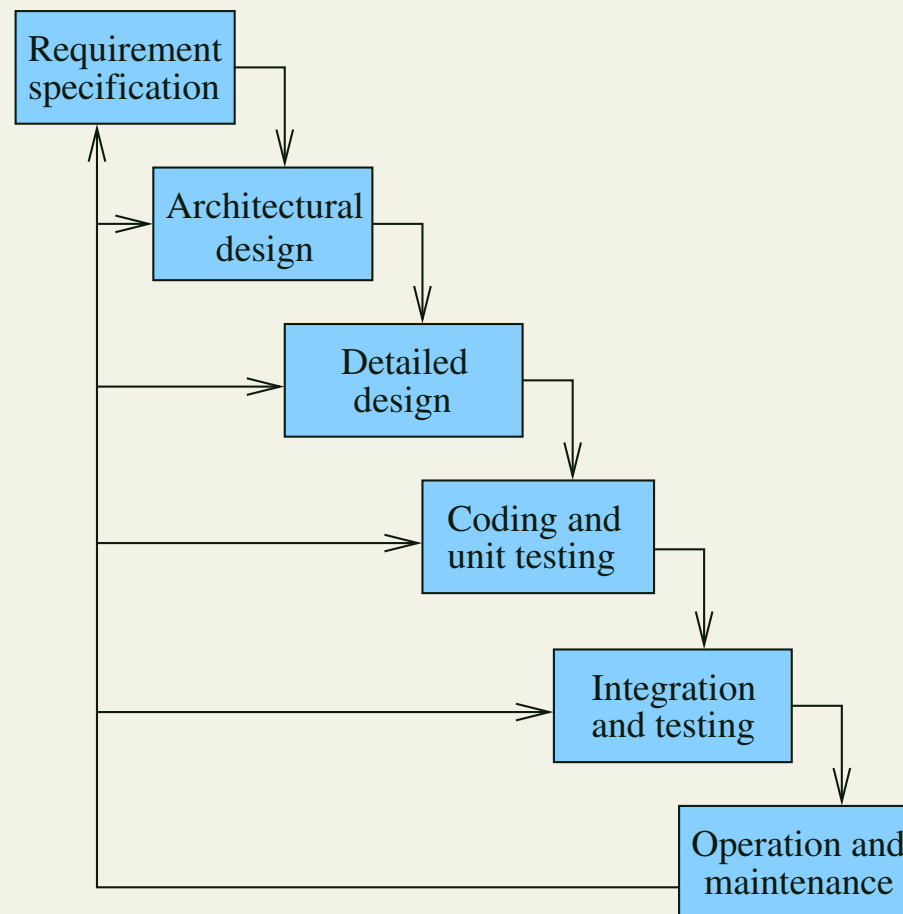 Requirement
specification
Architectural
design
Detailed
design
Coding and
unit testing
Integration
and testing
Operation and
maintenance